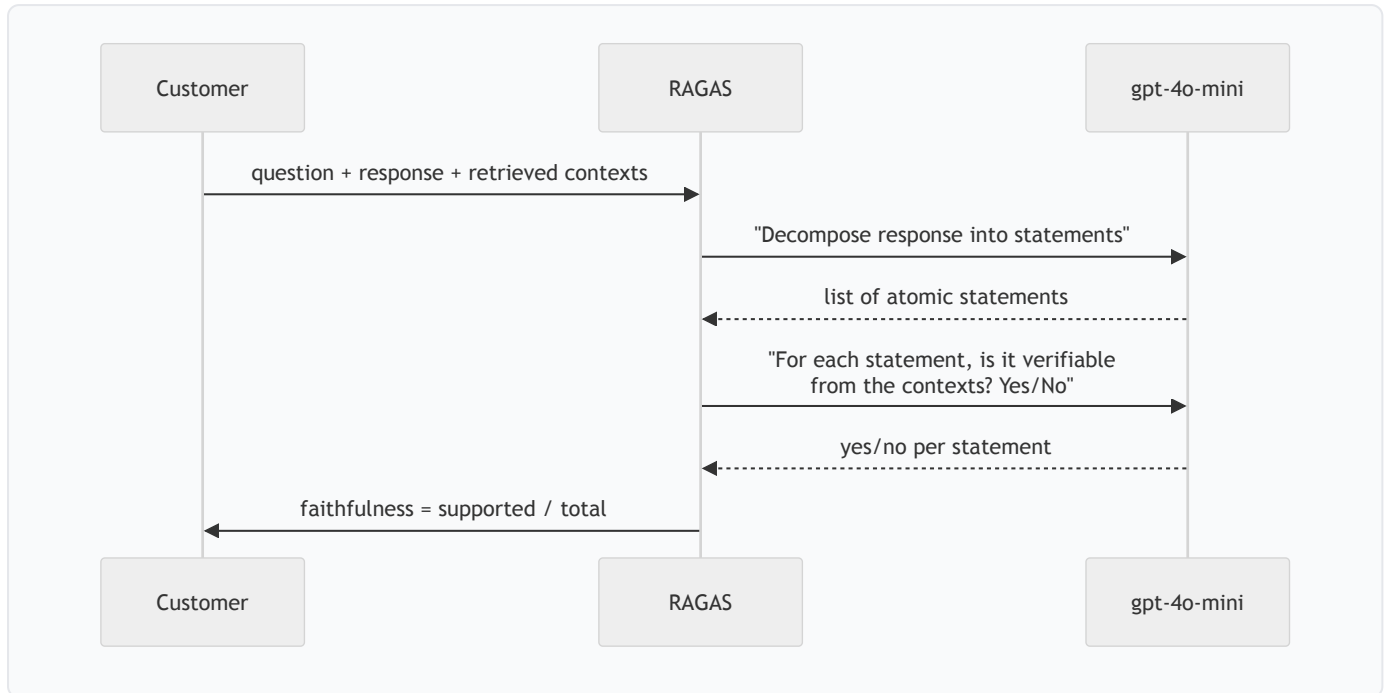 Customer
RAGAS
gpt-4o-mini
question + response + retrieved contexts
"Decompose response into statements"
list of atomic statements
"For each statement, is it verifiable
from the contexts? Yes/No"
yes/no per statement
faithfulness = supported / total
Customer
RAGAS
gpt-4o-mini